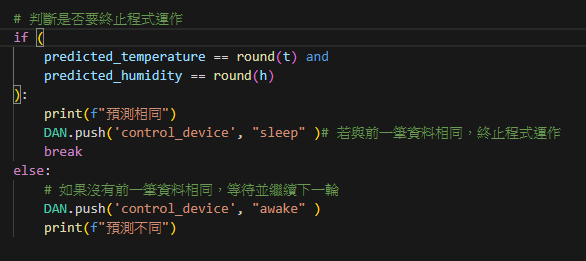 # 判斷是否要終止程式運作
if (
    predicted_temperature == round(t) and
    predicted_humidity == round(h)
):
    print(f"預測相同")
    DAN.push('control_device', "sleep" )# 若與前一筆資料相同，終止程式運作
    break
else:
    # 如果沒有前一筆資料相同，等待並繼續下一輪
    DAN.push('control_device', "awake" )
    print(f"預測不同")